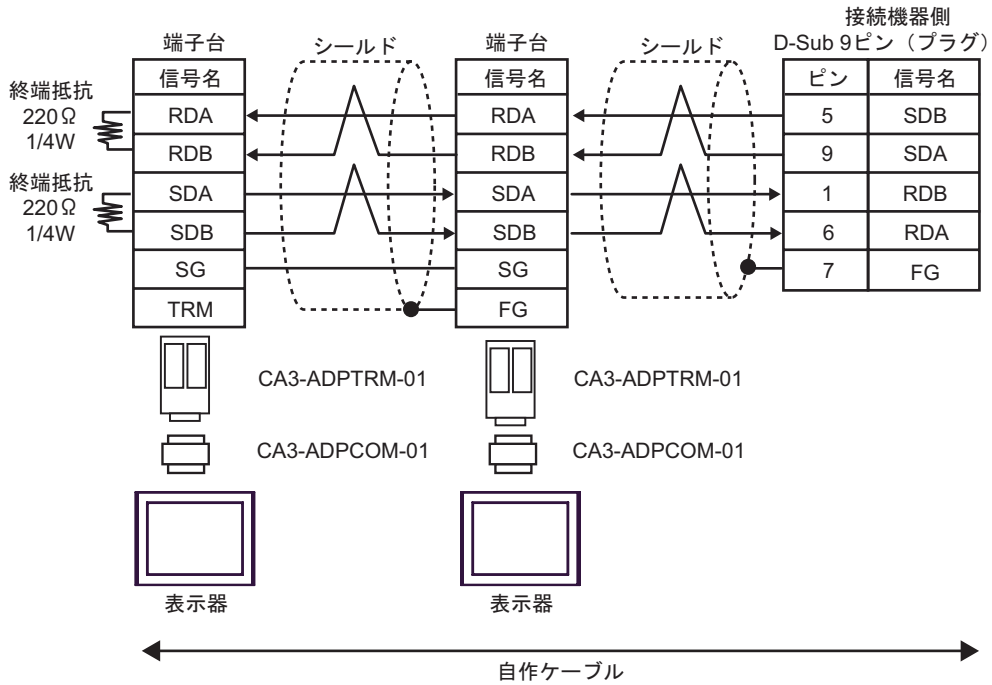 接続機器側
端子台
シールド
端子台
シールド
D-Sub 9ピン（プラグ）
終端抵抗
220Ω
1/4W
終端抵抗
220Ω
1/4W
信号名
RDA
RDB
SDA
SDB
SG
TRM
信号名
RDA
RDB
SDA
SDB
SG
FG
ピン 信号名
5 SDB
9 SDA
1 RDB
6 RDA
7 FG
CA3-ADPTRM-01
CA3-ADPTRM-01
CA3-ADPCOM-01
CA3-ADPCOM-01
表示器
表示器
自作ケーブル